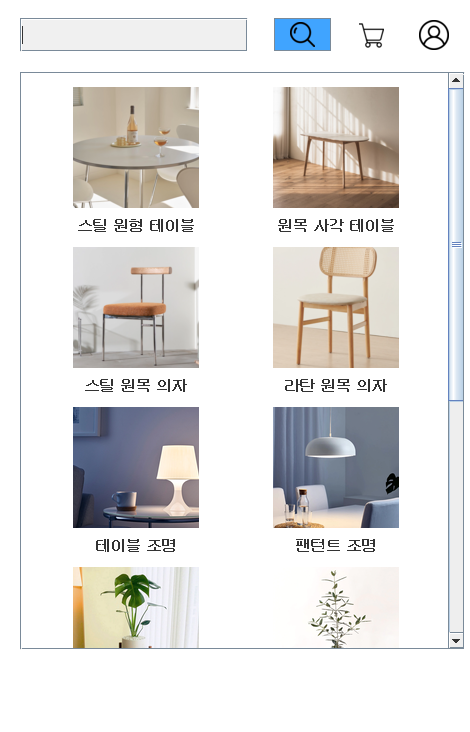 스틸 원형 테이블
원목 사각 테이블
스틸 원목 의자
라탄 원목 의자
테이블 조명
팬턴트 조명